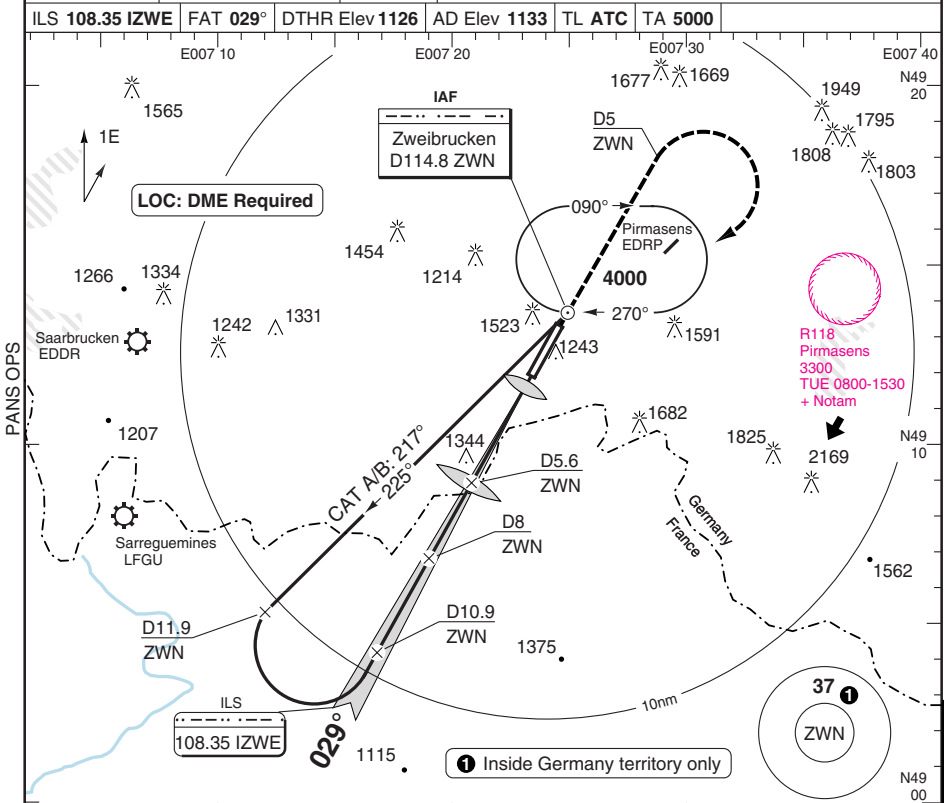 ILS 108.35 IZWE FAT 029° DTHR Elev 1126 AD Elev 1133 TL ATC TA 5000
E007 10
E007 20
E007 30
E007 40
N49
20
1565
1E
IAF
Zweibrucken
D114.8 ZWN
D5
ZWN
1677
1669
1949
1795
1808
1803
LOC: DME Required
090°
Pirmasens
EDRP
1454
1214
4000
1266
1334
1242
1331
1523
270°
1591
1243
Saarbrucken
EDDR
R118
Pirmasens
3300
TUE 0800-1530
+ Notam
PANS OPS
1207
1344
1682
1825
2169
N49
10
CAT A/B: 217°
225°
D5.6
ZWN
Sarreguemines
LFGU
D8
ZWN
Germany
France
1562
D11.9
ZWN
D10.9
ZWN
1375
10nm
ILS
108.35 IZWE
029°
1115
37 1
ZWN
1 Inside Germany territory only
N49
00